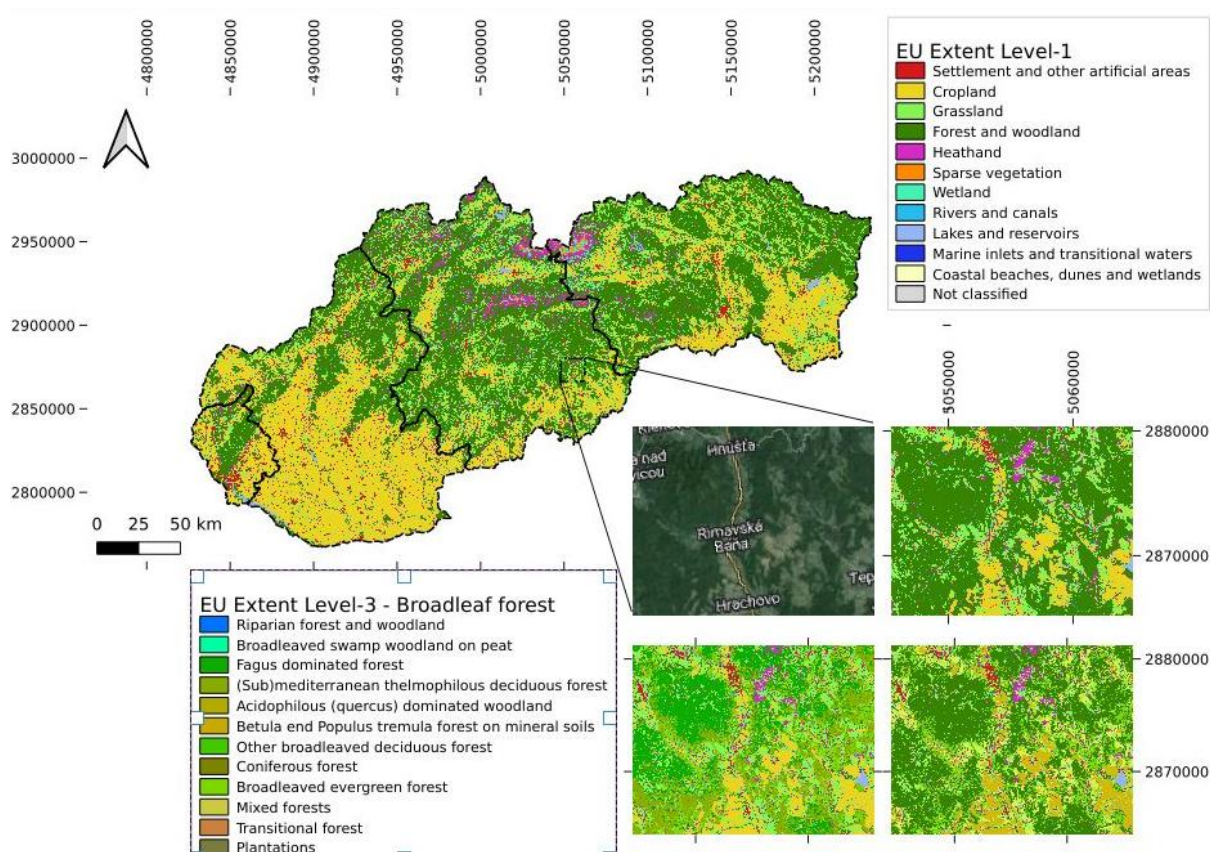 4800000
4850000
4900000
4950000
5000000
5050000
5100000
5150000
5200000
3000000
2950000
2900000
2850000
2800000
0 25 50 km
EU Extent Level-1
Settlement and other artificial areas
Cropland
Grassland
Forest and woodland
Heathand
Sparse vegetation
Wetland
Rivers and canals
Lakes and reservoirs
Marine inlets and transitional waters
Coastal beaches, dunes and wetlands
Not classified
5050000
5060000
Hnúšťa
a nad
vicou
Rimavská
Baňa
Hrachovo
2880000
2870000
2880000
2870000
EU Extent Level-3 - Broadleaf forest
Riparian forest and woodland
Broadleaved swamp woodland on peat
Fagus dominated forest
(Sub)mediterranean thelmophilous deciduous forest
Acidophilous (quercus) dominated woodland
Betula end Populus tremula forest on mineral soils
Other broadleaved deciduous forest
Coniferous forest
Broadleaved evergreen forest
Mixed forests
Transitional forest
Plantations